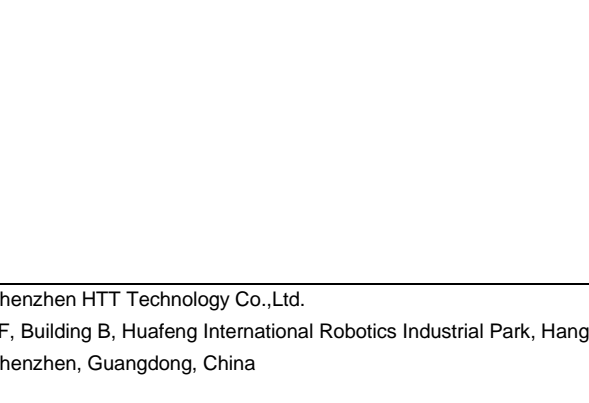 henzhen HTT Technology Co.,Ltd.
F, Building B, Huafeng International Robotics Industrial Park, Hang
henzhen, Guangdong, China